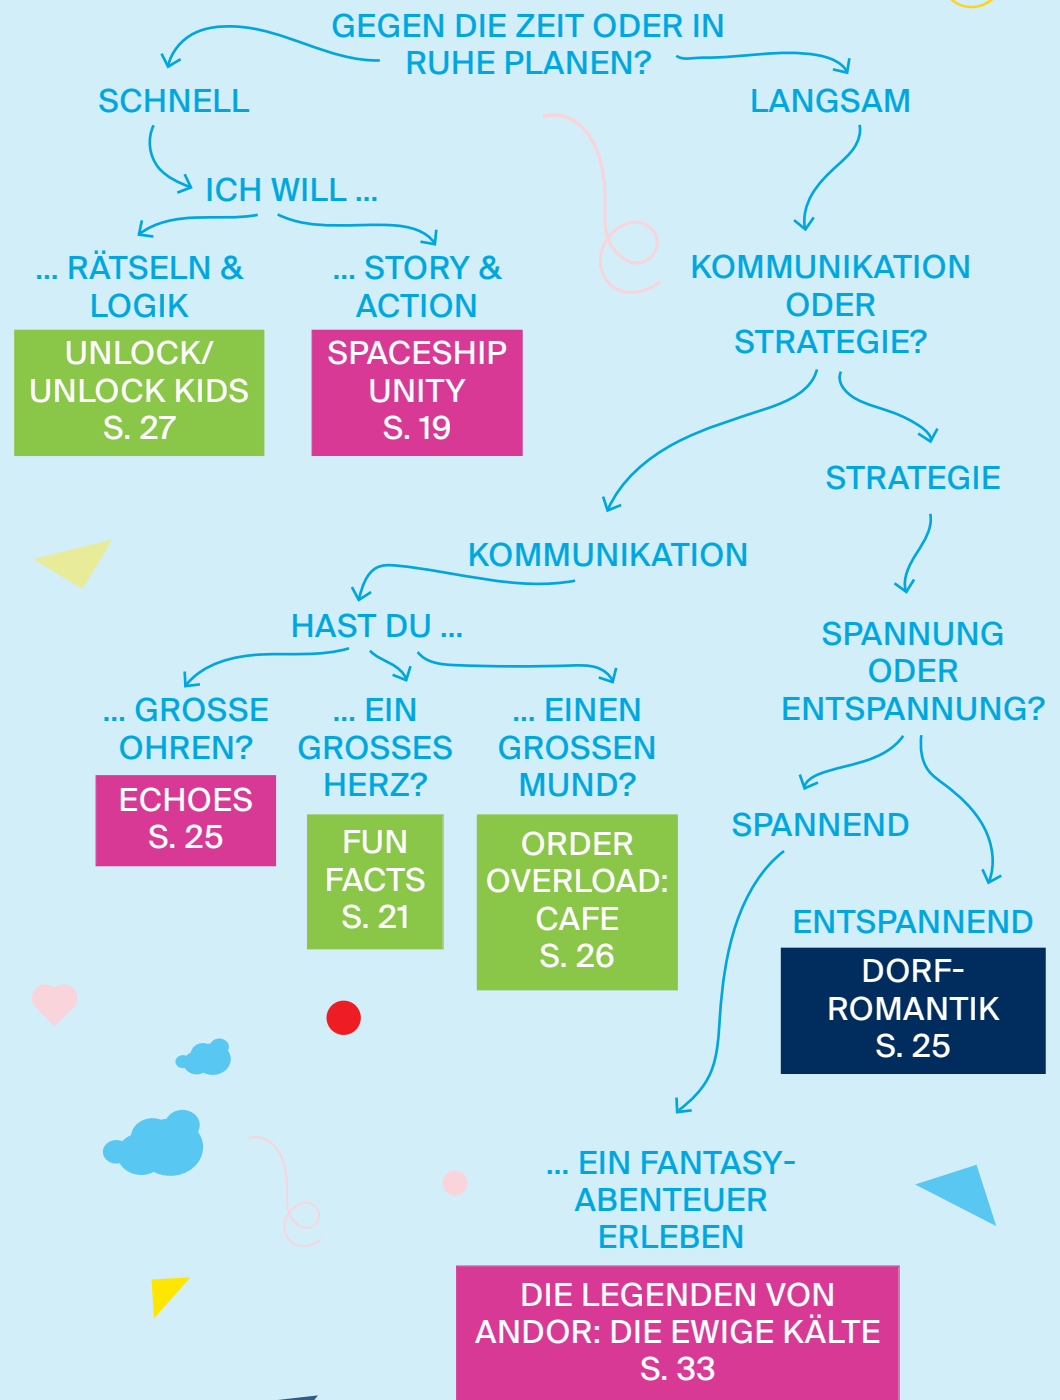 GEGEN DIE ZEIT ODER IN
RUHE PLANEN?
SCHNELL
LANGSAM
ICH WILL ...
... RÄTSELN &
LOGIK
UNLOCK/
UNLOCK KIDS
S. 27
... STORY &
ACTION
SPACESHIP
UNITY
S. 19
KOMMUNIKATION
ODER
STRATEGIE?
STRATEGIE
KOMMUNIKATION
HAST DU ...
... GROSSE
OHREN?
ECHOES
S. 25
... EIN
GROSSES
HERZ?
FUN
FACTS
S. 21
... EINEN
GROSSEN
MUND?
ORDER
OVERLOAD:
CAFE
S. 26
SPANNUNG
ODER
ENTSPANNUNG?
SPANNEND
ENTSPANNEND
DORF-
ROMANTIK
S. 25
... EIN FANTASY-
ABENTEUER
ERLEBEN
DIE LEGENDEN VON
ANDOR: DIE EWIGE KÄLTE
S. 33